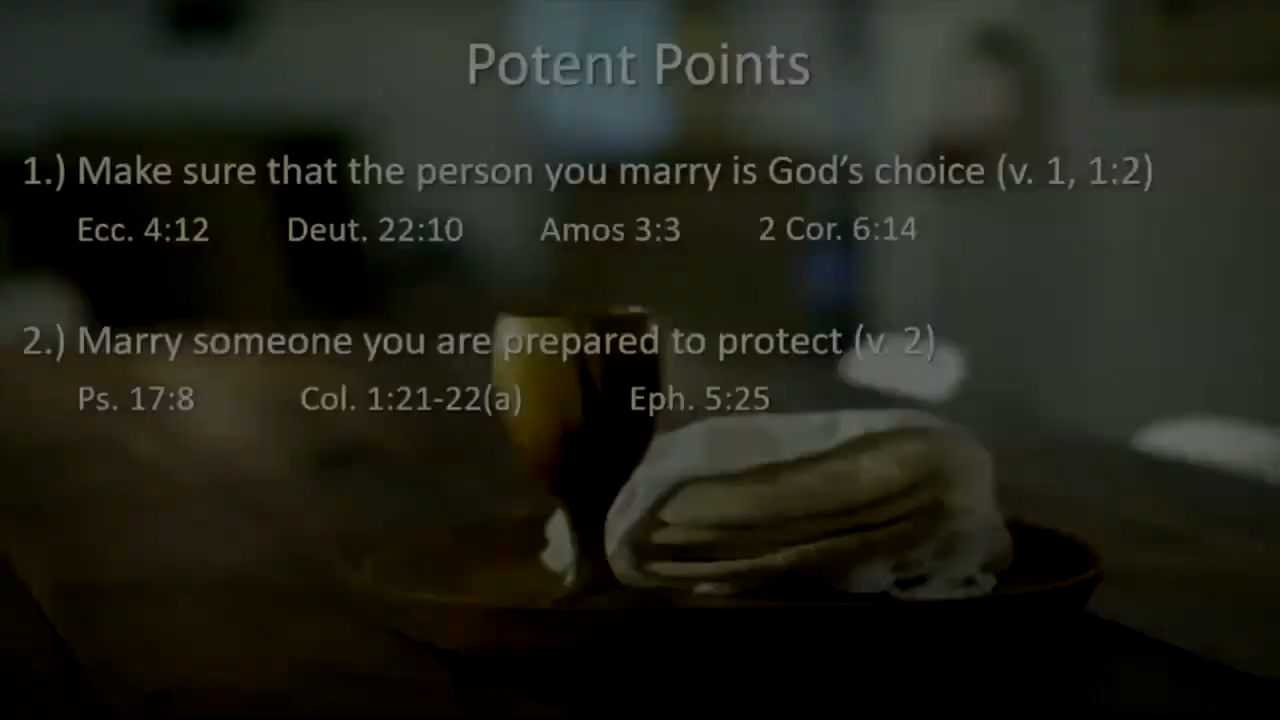 Potent Points
1.) Make sure that the person you marry is God’s choice (v. 1, 1:2)
Ecc. 4:12 Deut. 22:10 Amos 3:3 2 Cor. 6:14
2.) Marry someone you are prepared to protect (v. 2)
Ps. 17:8 Col. 1:21-22(a) Eph. 5:25